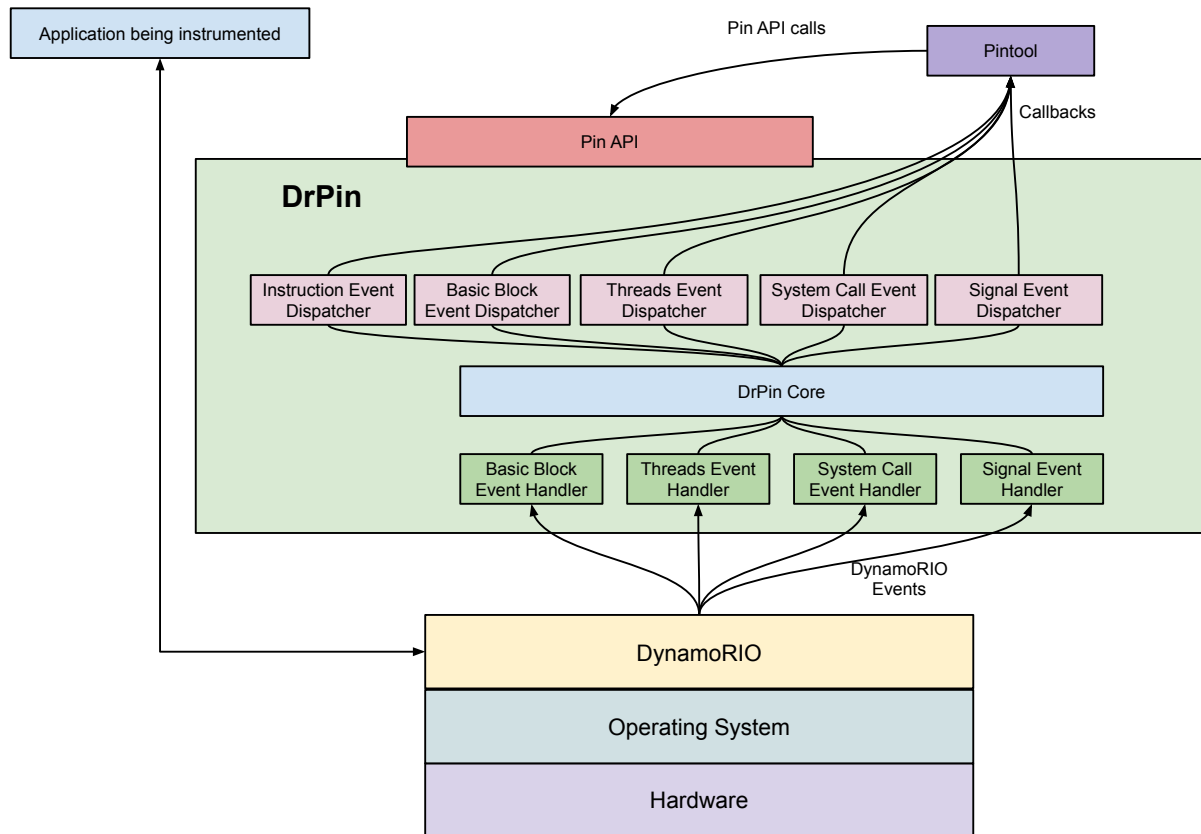 Application being instrumented
Pin API calls
Pintool
Callbacks
Pin API
DrPin
Instruction Event
Dispatcher
Basic Block
Event Dispatcher
Threads Event
Dispatcher
System Call Event
Dispatcher
Signal Event
Dispatcher
DrPin Core
Basic Block
Event Handler
Threads Event
Handler
System Call
Event Handler
Signal Event
Handler
DynamoRIO
Events
DynamoRIO
Operating System
Hardware